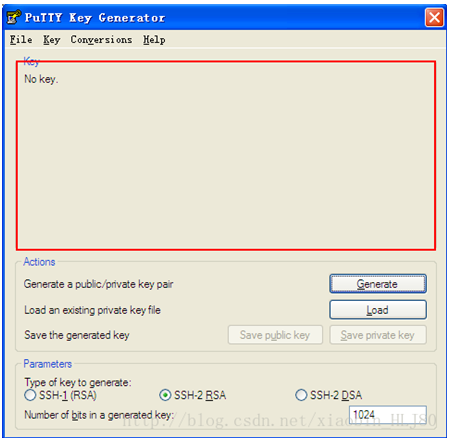 PuTTY Key Generator
File Key Conversions Help
Key
No key.
Actions
Generate a public/private key pair
Generate
Load an existing private key file
Load
Save the generated key
Save public key
Save private key
Parameters
Type of key to generate:
SSH-1 (RSA)
SSH-2 RSA
SSH-2 DSA
Number of bits in a generated key:
1024
http://blog.csdn.net/xiaobin_HLJSQ